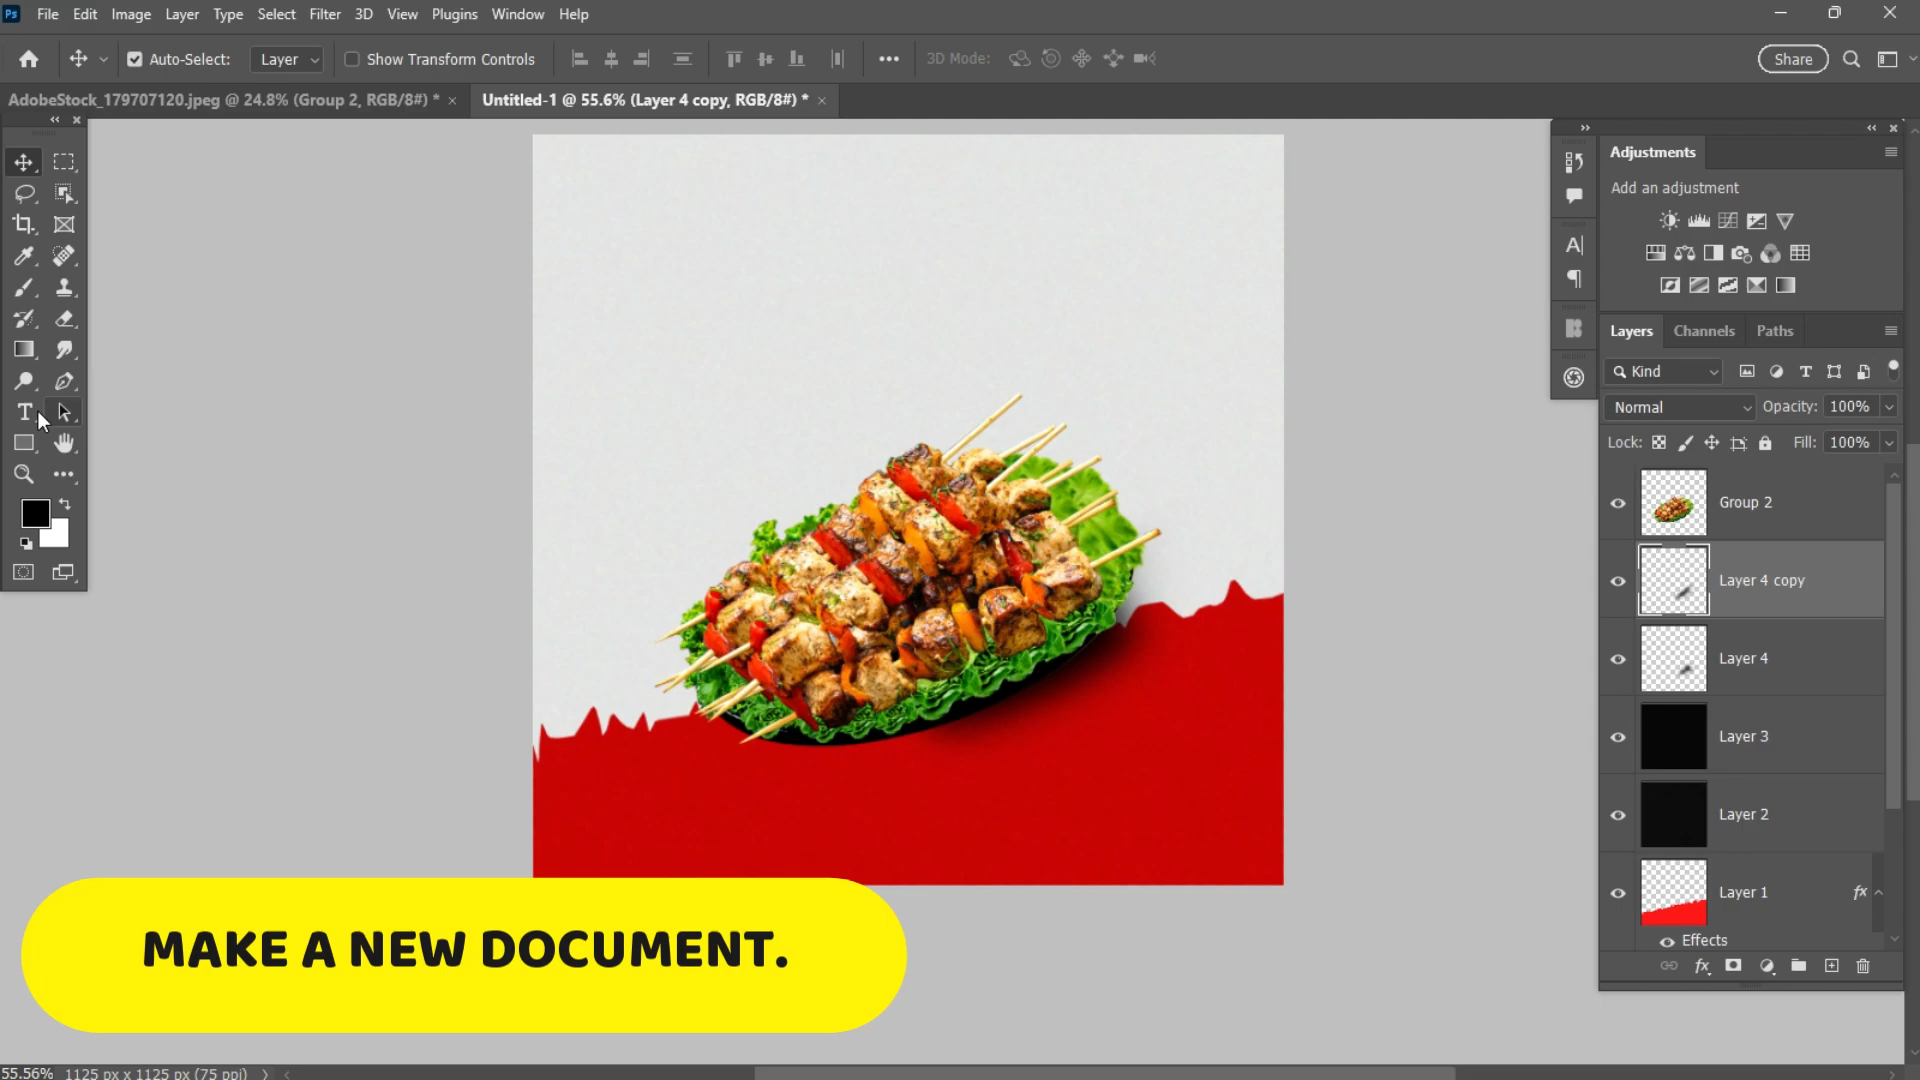 Ps File Edit Image Layer Type Select Filter 3D View Plugins Window Help
Auto-Select: Layer Show Transform Controls 3D Mode: Share
AdobeStock_179707120.jpeg @ 24.8% (Group 2, RGB/8#) * × Untitled-1 @ 55.6% (Layer 4 copy, RGB/8#) * ×
Adjustments
Add an adjustment
Layers Channels Paths
Kind
Normal Opacity: 100%
Lock: Fill: 100%
Group 2
Layer 4 copy
Layer 4
Layer 3
Layer 2
Layer 1 fx
Effects
fx
MAKE A NEW DOCUMENT.
55.56% 1125 px x 1125 px (75 ppi)